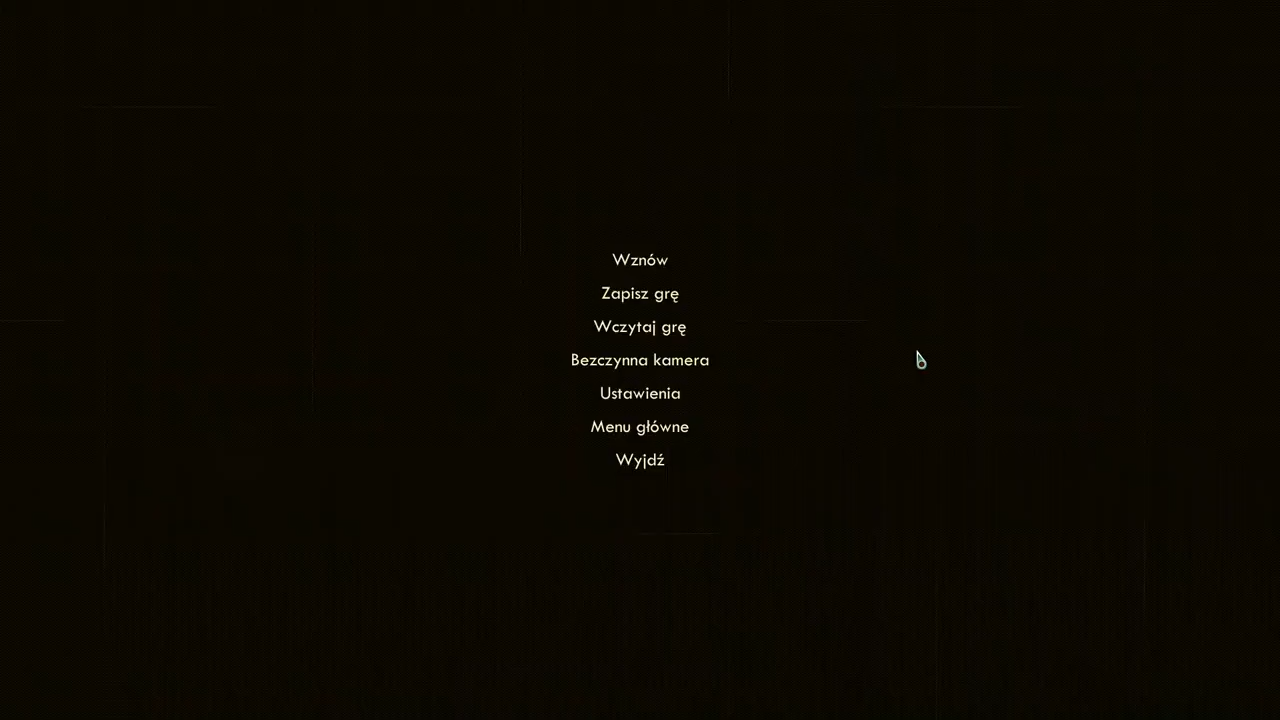 Wznów
Zapisz grę
Wczytaj grę
Bezczynna kamera
Ustawienia
Menu główne
Wyjdź